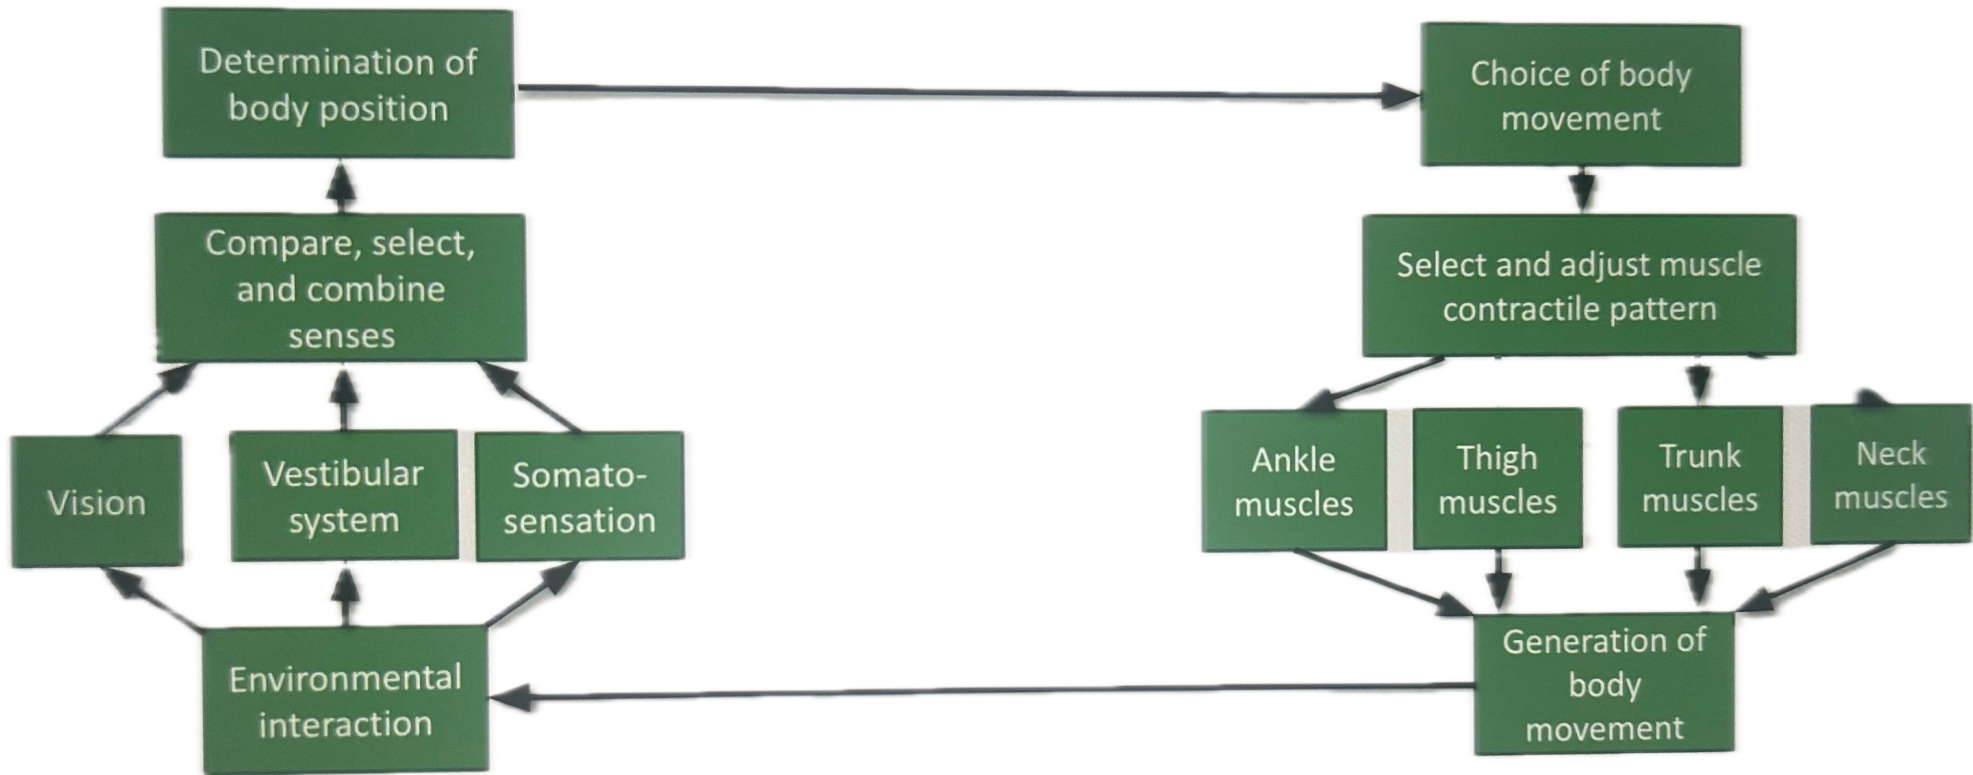 Determination of
body position
Choice of body
movement
Compare, select,
and combine
senses
Select and adjust muscle
contractile pattern
Vision
Vestibular
system
Somato-
sensation
Ankle
muscles
Thigh
muscles
Trunk
muscles
Neck
muscles
Environmental
interaction
Generation of
body
movement